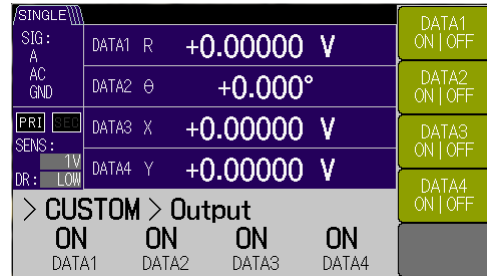 SINGLE
SIG:
A
AC
GND
DATA1 R +0.00000 V
DATA2 θ +0.000°
DATA3 X +0.00000 V
DATA4 Y +0.00000 V
PRI SEC
SENS:
1V
DR: LOW
> CUSTOM > Output
ON ON ON ON
DATA1 DATA2 DATA3 DATA4
DATA1
ON|OFF
DATA2
ON|OFF
DATA3
ON|OFF
DATA4
ON|OFF